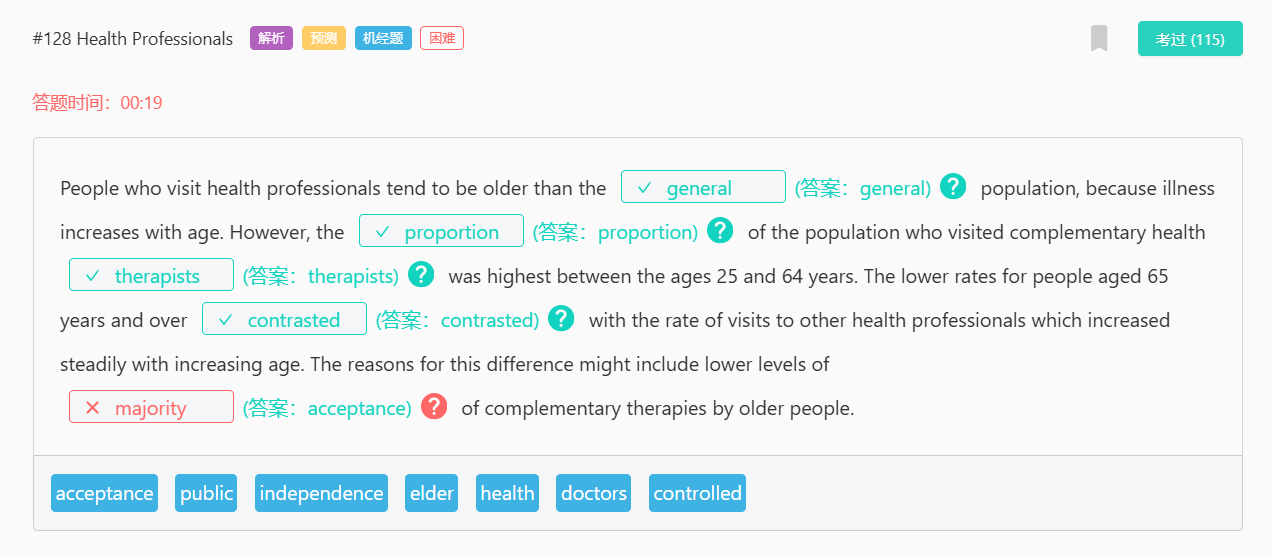 #128 Health Professionals 解析 预测 机经题 困难 考过 (115)
答题时间：00:19
People who visit health professionals tend to be older than the general (答案：general) ? population, because illness
increases with age. However, the proportion (答案：proportion) ? of the population who visited complementary health
therapists (答案：therapists) ? was highest between the ages 25 and 64 years. The lower rates for people aged 65
years and over contrasted (答案：contrasted) ? with the rate of visits to other health professionals which increased
steadily with increasing age. The reasons for this difference might include lower levels of
majority (答案：acceptance) ? of complementary therapies by older people.
acceptance public independence elder health doctors controlled